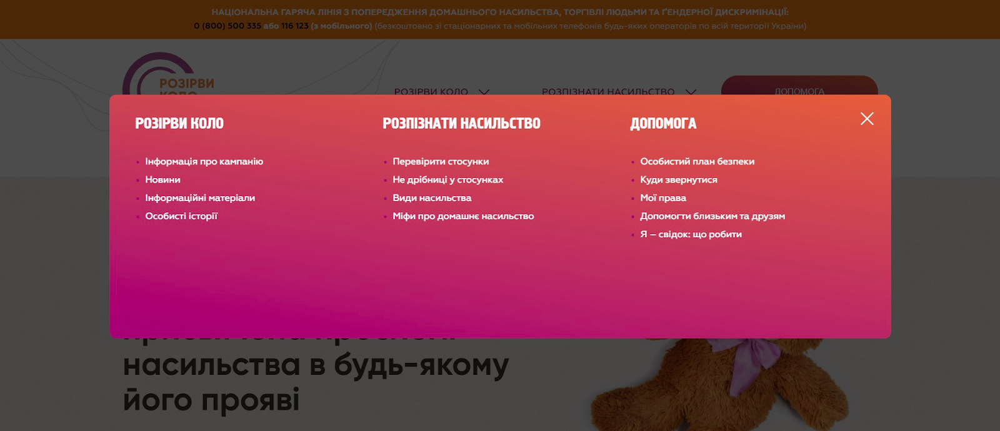 НАЦІОНАЛЬНА ГАРЯЧА ЛІНІЯ З ПОПЕРЕДЖЕННЯ ДОМАШНЬОГО НАСИЛЬСТВА, ТОРГІВЛІ ЛЮДЬМИ ТА ҐЕНДЕРНОЇ ДИСКРИМІНАЦІЇ:
0 (800) 500 335 або 116 123 (з мобільного) (безкоштовно зі стаціонарних та мобільних телефонів будь-яких операторів по всій території України)
РОЗІРВИ
КОЛО
РОЗІРВИ КОЛО
РОЗПІЗНАТИ НАСИЛЬСТВО
ДОПОМОГА
РОЗІРВИ КОЛО
Інформація про кампанію
Новини
Інформаційні матеріали
Особисті історії
РОЗПІЗНАТИ НАСИЛЬСТВО
Перевірити стосунки
Не дрібниці у стосунках
Види насильства
Міфи про домашнє насильство
ДОПОМОГА
Особистий план безпеки
Куди звернутися
Мої права
Допомогти близьким та друзям
Я – свідок: що робити
насильства в будь-якому
його прояві